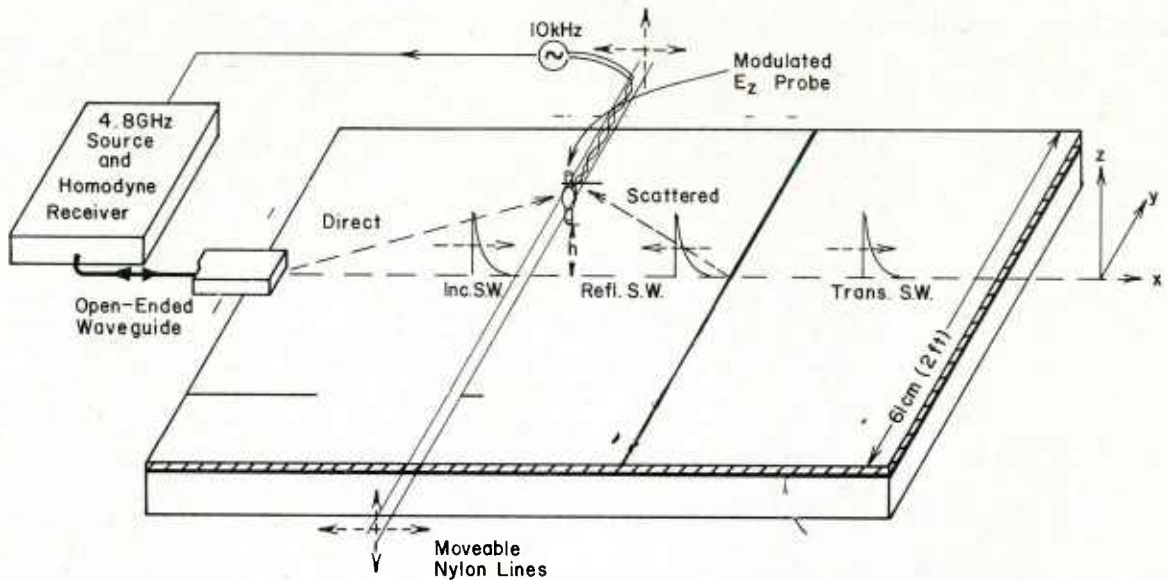 10kHz
Modulated
Ez Probe
4.8GHz
Source
and
Homodyne
Receiver
z
y
Direct
Scattered
h
x
Inc.S.W.
Refl. S.W.
Trans. S.W.
Open-Ended
Waveguide
61cm (2ft)
Moveable
Nylon Lines